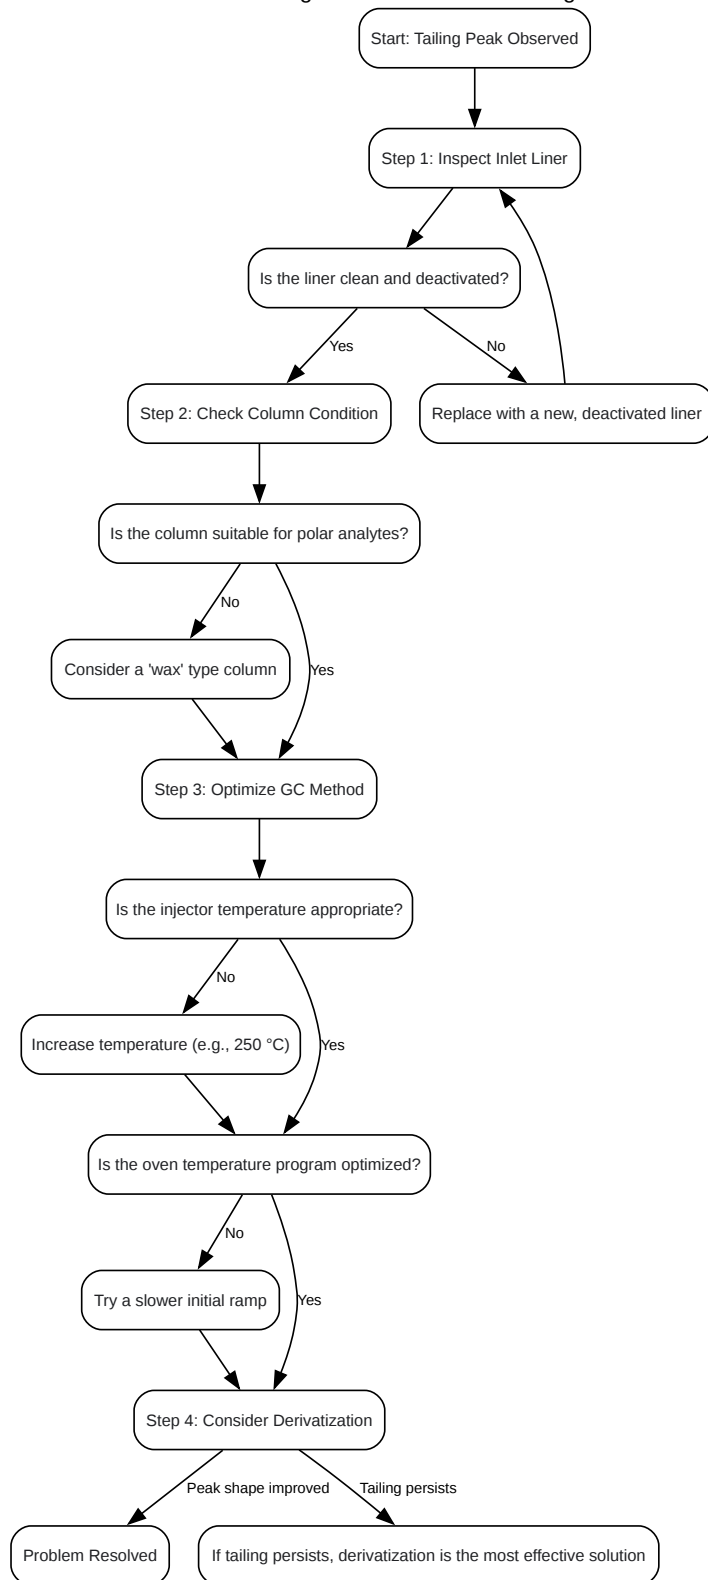 Start: Tailing Peak Observed
Step 1: Inspect Inlet Liner
Is the liner clean and deactivated?
Yes
No
Step 2: Check Column Condition
Replace with a new, deactivated liner
Is the column suitable for polar analytes?
No
Consider a 'wax' type column
Yes
Step 3: Optimize GC Method
Is the injector temperature appropriate?
No
Increase temperature (e.g., 250 °C)
Yes
Is the oven temperature program optimized?
No
Try a slower initial ramp
Yes
Step 4: Consider Derivatization
Peak shape improved
Tailing persists
Problem Resolved
If tailing persists, derivatization is the most effective solution